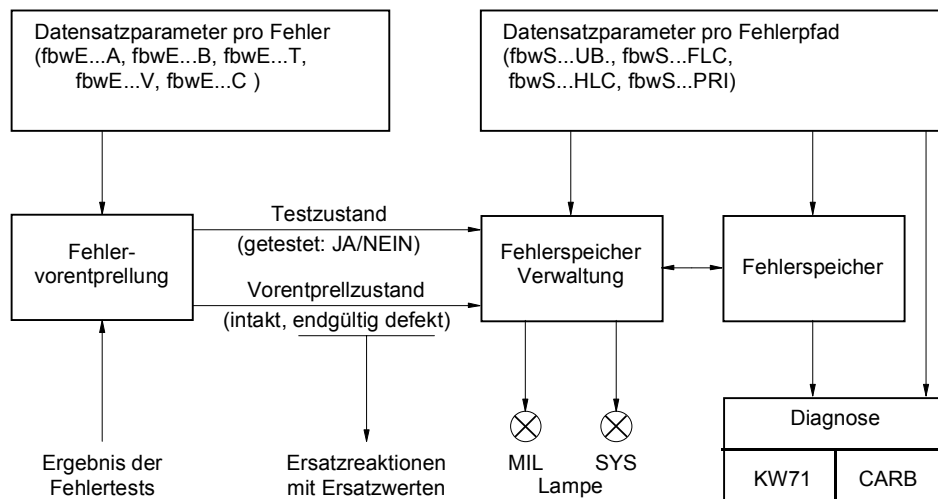 Datensatzparameter pro Fehler
(fbwE...A, fbwE...B, fbwE...T,
fbwE...V, fbwE...C )
Datensatzparameter pro Fehlerpfad
(fbwS...UB., fbwS...FLC,
fbwS...HLC, fbwS...PRI)
Fehler-
vorentprellung
Testzustand
(getestet: JA/NEIN)
Vorentprellzustand
(intakt, endgültig defekt)
Fehlerspeicher
Verwaltung
Fehlerspeicher
Ergebnis der
Fehlertests
Ersatzreaktionen
mit Ersatzwerten
MIL
SYS
Lampe
Diagnose
KW71
CARB